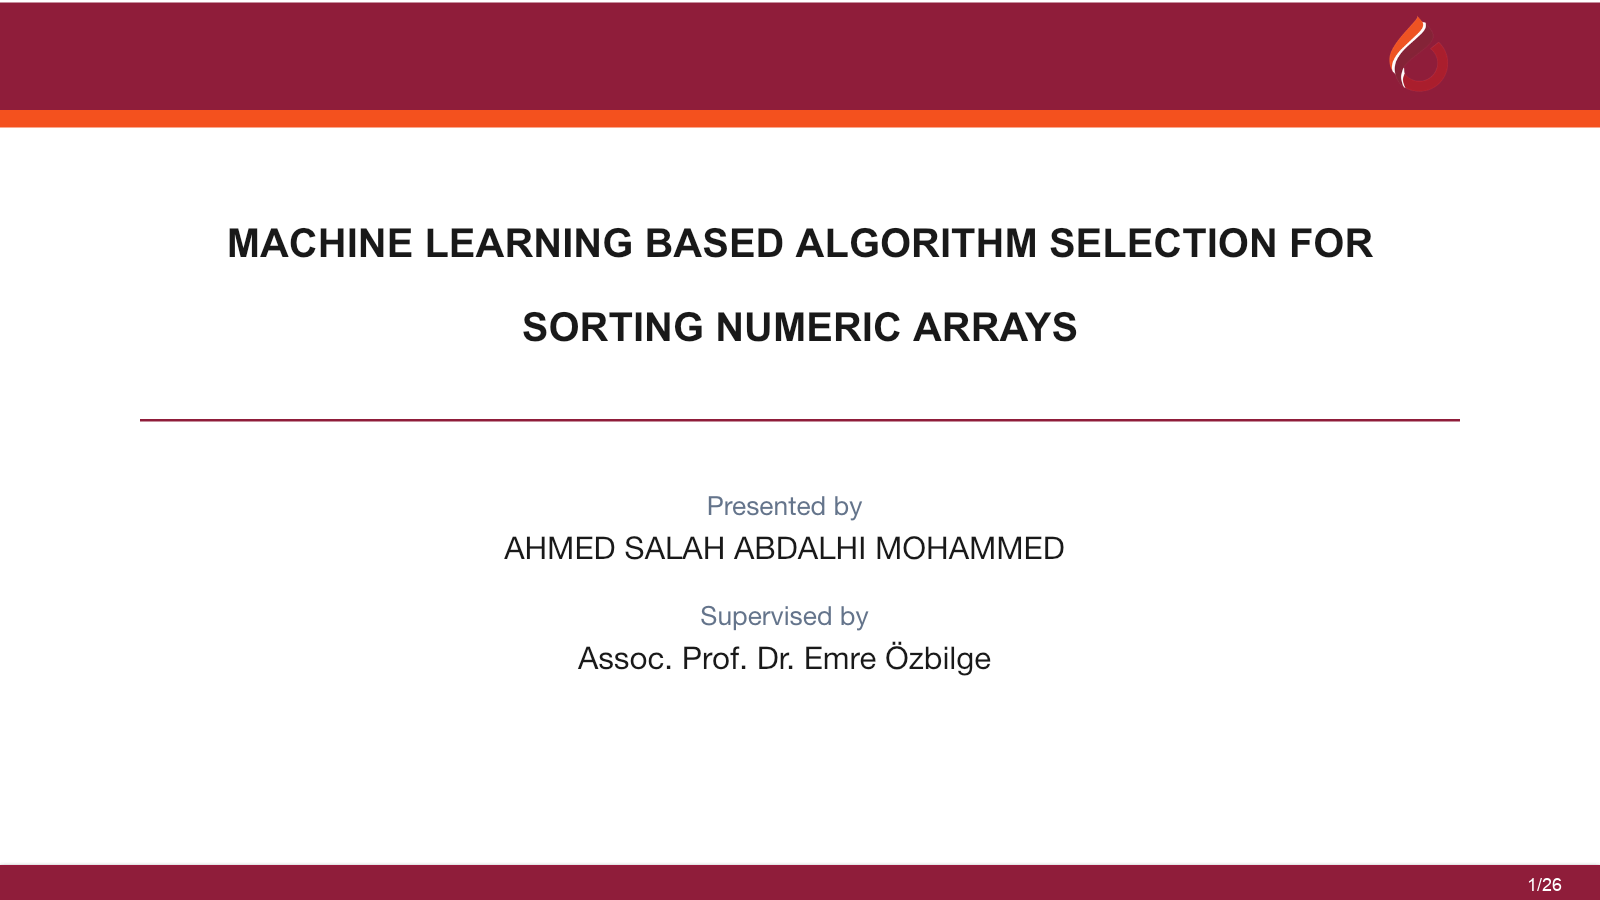 MACHINE LEARNING BASED ALGORITHM SELECTION FOR
SORTING NUMERIC ARRAYS
Presented by
AHMED SALAH ABDALHI MOHAMMED
Supervised by
Assoc. Prof. Dr. Emre Özbilge
1/26